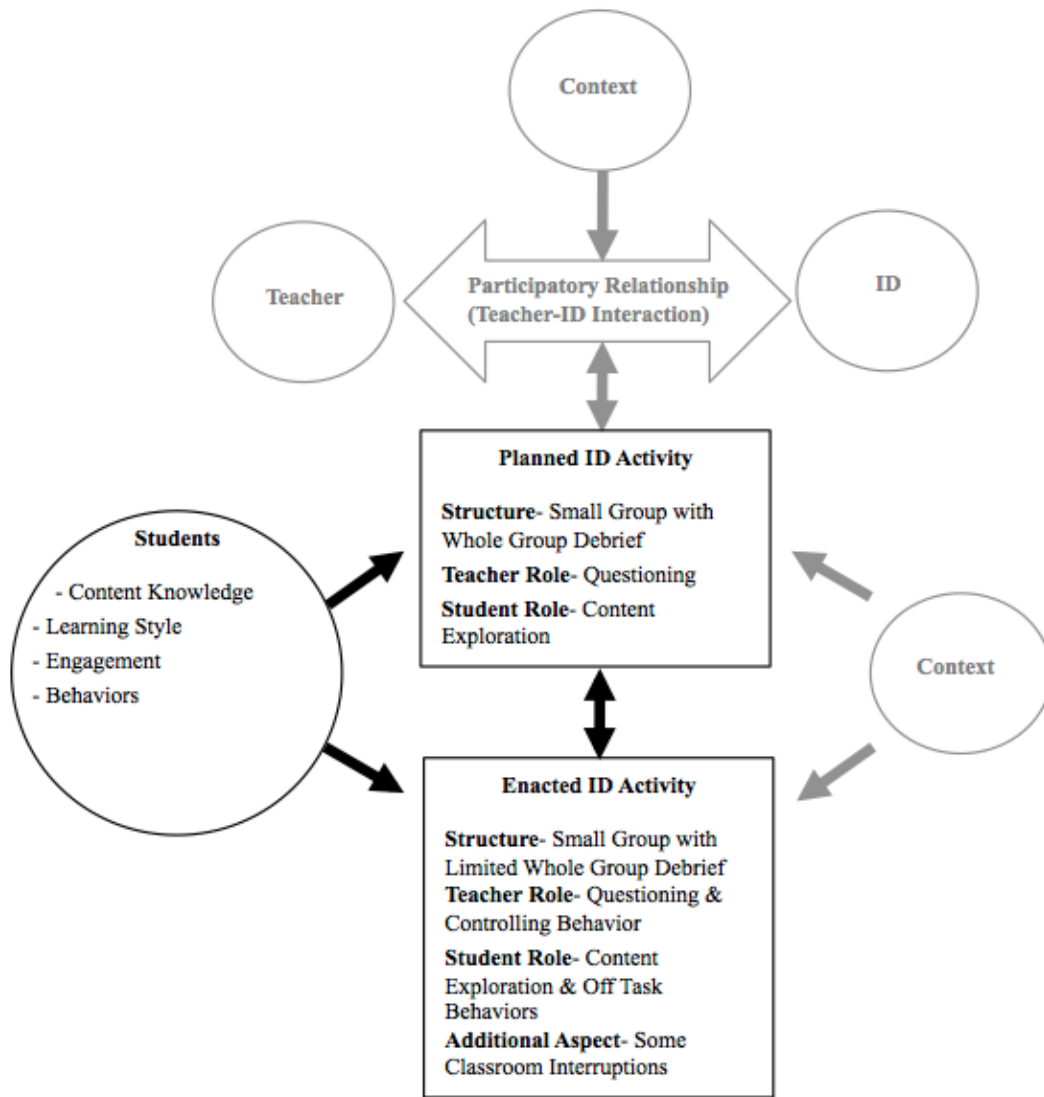 Context
Teacher
Participatory Relationship
(Teacher-ID Interaction)
ID
Planned ID Activity
Structure- Small Group with
Whole Group Debrief
Teacher Role- Questioning
Student Role- Content
Exploration
Students
- Content Knowledge
- Learning Style
- Engagement
- Behaviors
Context
Enacted ID Activity
Structure- Small Group with
Limited Whole Group Debrief
Teacher Role- Questioning &
Controlling Behavior
Student Role- Content
Exploration & Off Task
Behaviors
Additional Aspect- Some
Classroom Interruptions